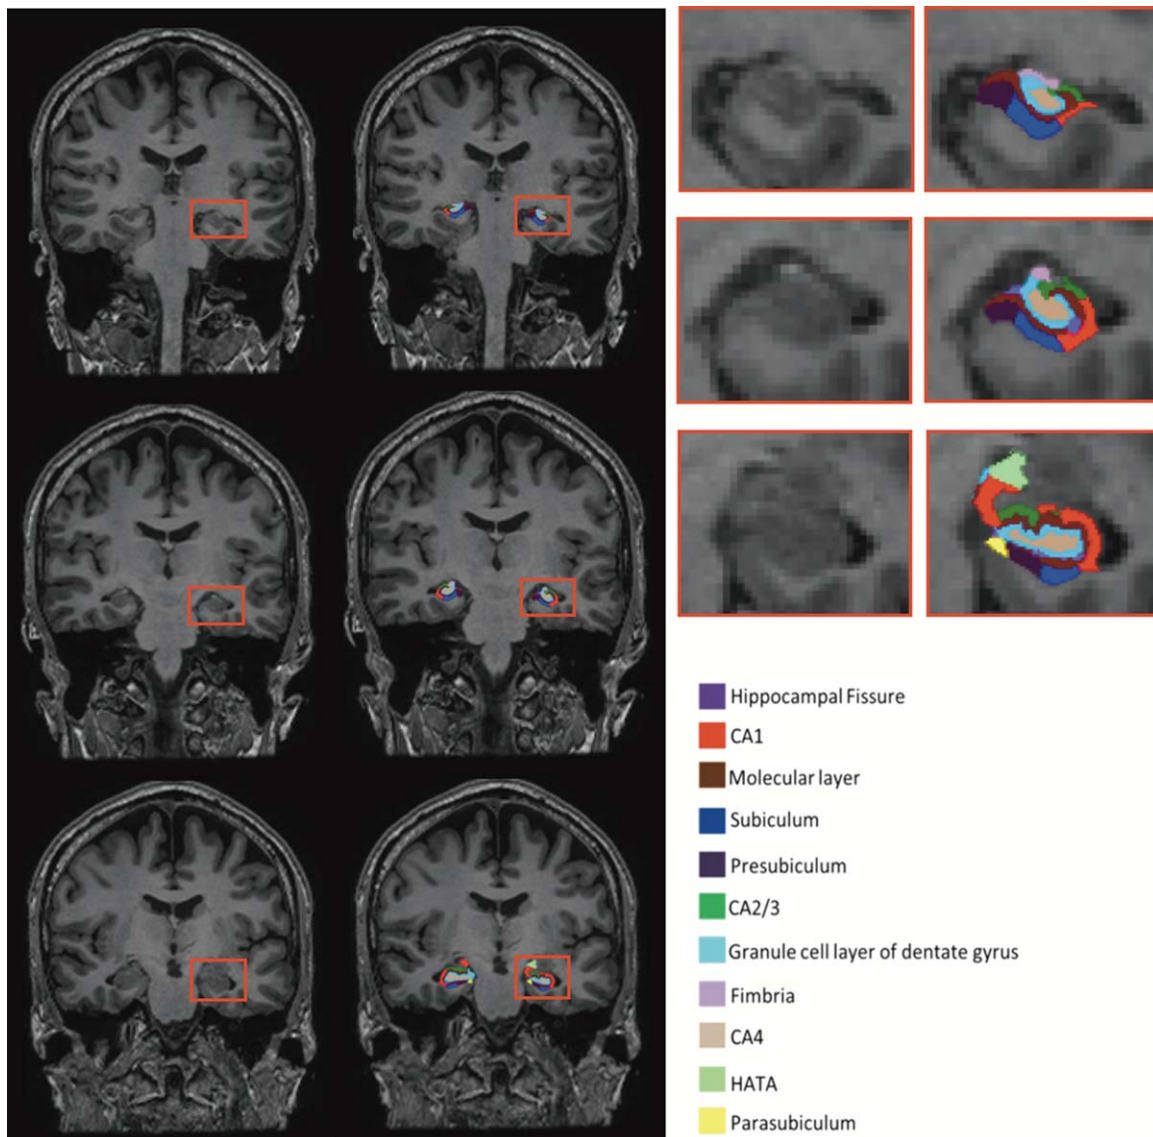 Hippocampal Fissure
CA1
Molecular layer
Subiculum
Presubiculum
CA2/3
Granule cell layer of dentate gyrus
Fimbria
CA4
HATA
Parasubiculum